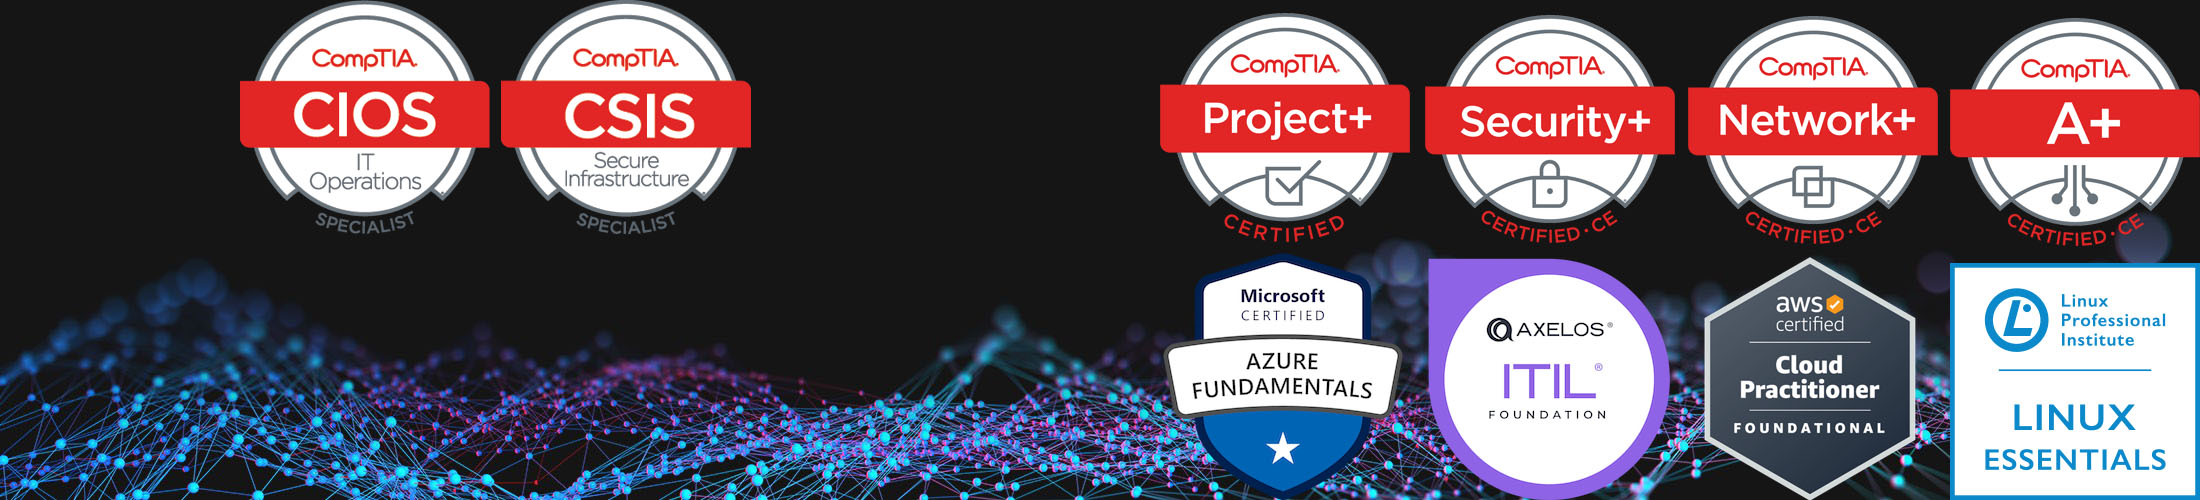 CompTIA.
CIOS
IT
Operations
SPECIALIST
CompTIA.
CSIS
Secure
Infrastructure
SPECIALIST
CompTIA.
Project+
CERTIFIED
CompTIA.
Security+
CERTIFIED • CE
CompTIA.
Network+
CERTIFIED • CE
CompTIA.
A+
CERTIFIED • CE
Microsoft
CERTIFIED
AZURE
FUNDAMENTALS
AXELOS®
ITIL®
FOUNDATION
aws
certified
Cloud
Practitioner
FOUNDATIONAL
Linux
Professional
Institute
LINUX
ESSENTIALS